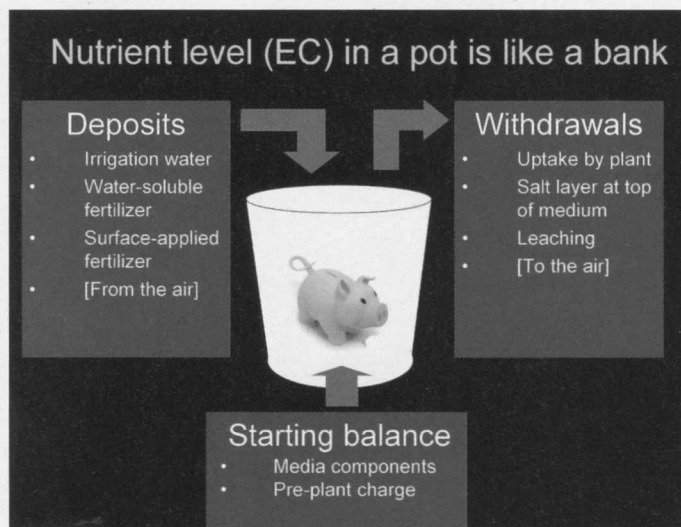 Nutrient level (EC) in a pot is like a bank
Deposits
• Irrigation water
• Water-soluble
fertilizer
• Surface-applied
fertilizer
• [From the air]
Withdrawals
• Uptake by plant
• Salt layer at top
of medium
• Leaching
• [To the air]
Starting balance
• Media components
• Pre-plant charge